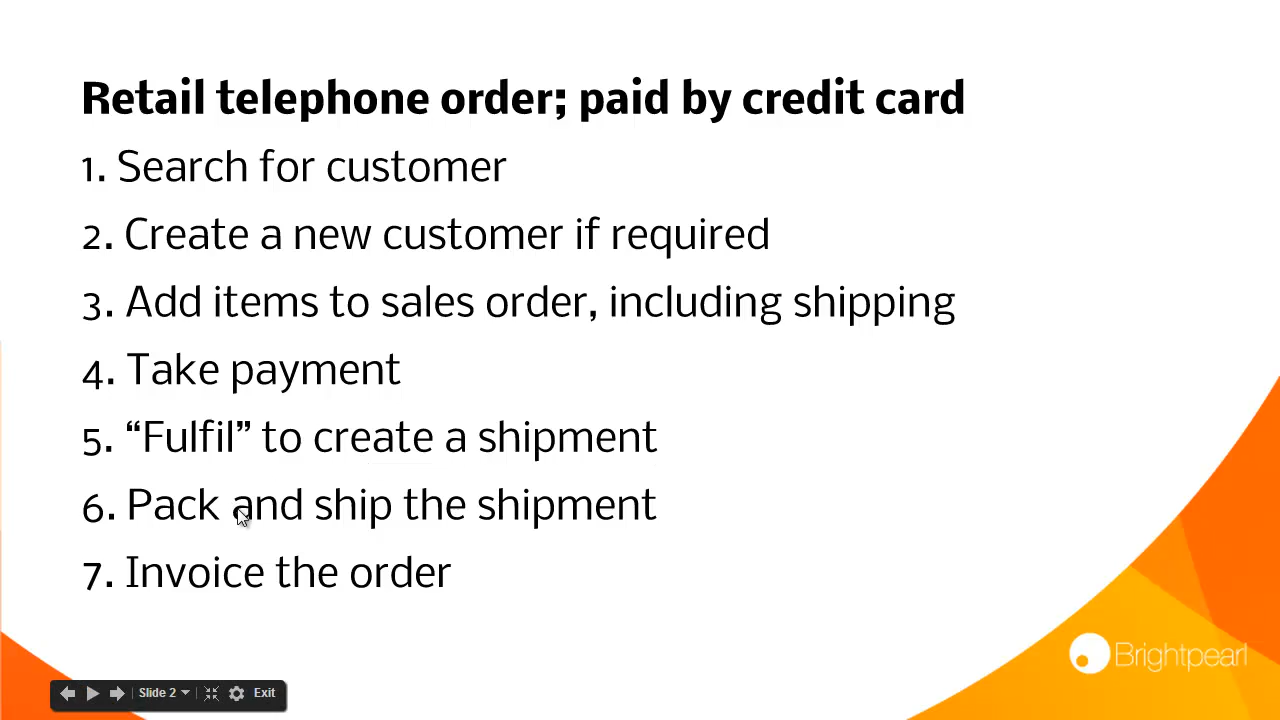 Retail telephone order; paid by credit card
1. Search for customer
2. Create a new customer if required
3. Add items to sales order, including shipping
4. Take payment
5. “Fulfil” to create a shipment
6. Pack and ship the shipment
7. Invoice the order
Brightpearl
Slide 2 Exit